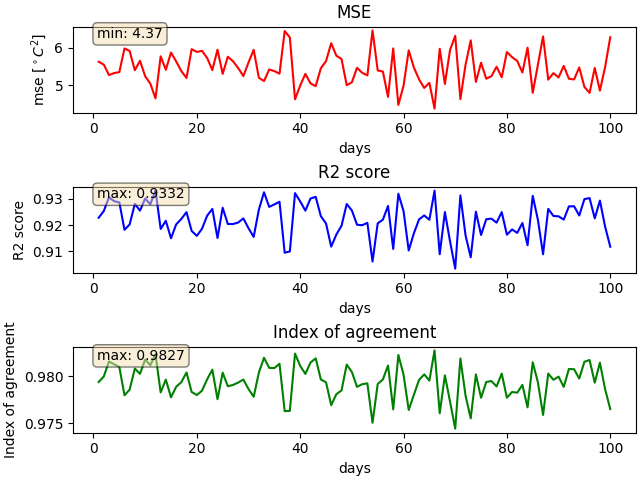 MSE
min: 4.37
mse [°C²]
6
5
0 20 40 60 80 100
days
R2 score
max: 0.9332
R2 score
0.93
0.92
0.91
0 20 40 60 80 100
days
Index of agreement
max: 0.9827
Index of agreement
0.980
0.975
0 20 40 60 80 100
days